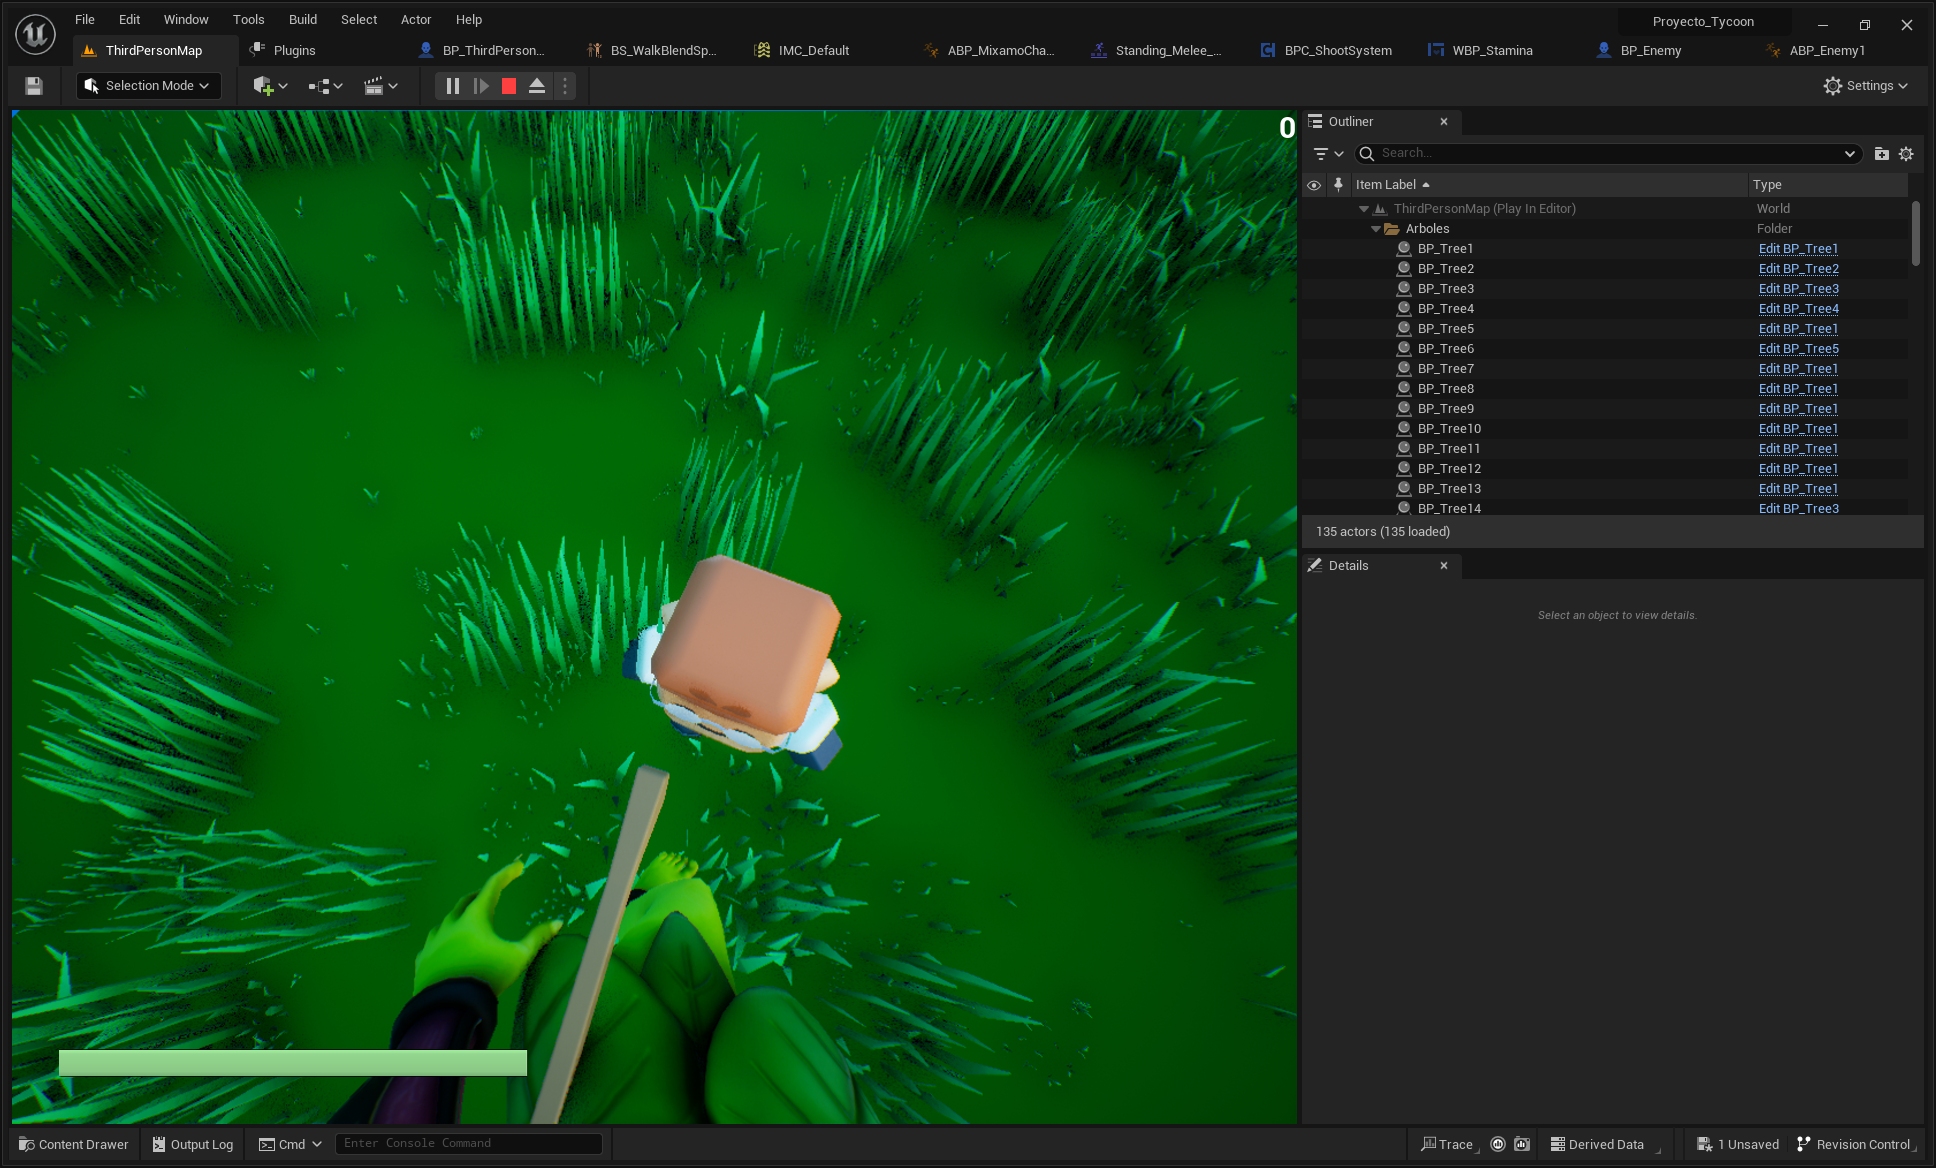 File Edit Window Tools Build Select Actor Help
Proyecto_Tycoon
ThirdPersonMap
Plugins
BP_ThirdPerson...
BS_WalkBlendSp...
IMC_Default
ABP_MixamoCha...
Standing_Melee_...
BPC_ShootSystem
WBP_Stamina
BP_Enemy
ABP_Enemy1
Selection Mode
Settings
0
Outliner
Search...
Item Label Type
ThirdPersonMap (Play In Editor) World
Arboles Folder
BP_Tree1 Edit BP_Tree1
BP_Tree2 Edit BP_Tree2
BP_Tree3 Edit BP_Tree3
BP_Tree4 Edit BP_Tree4
BP_Tree5 Edit BP_Tree1
BP_Tree6 Edit BP_Tree5
BP_Tree7 Edit BP_Tree1
BP_Tree8 Edit BP_Tree1
BP_Tree9 Edit BP_Tree1
BP_Tree10 Edit BP_Tree1
BP_Tree11 Edit BP_Tree1
BP_Tree12 Edit BP_Tree1
BP_Tree13 Edit BP_Tree1
BP_Tree14 Edit BP_Tree3
135 actors (135 loaded)
Details
Select an object to view details.
Content Drawer
Output Log
Cmd
Enter Console Command
Trace
Derived Data
1 Unsaved
Revision Control